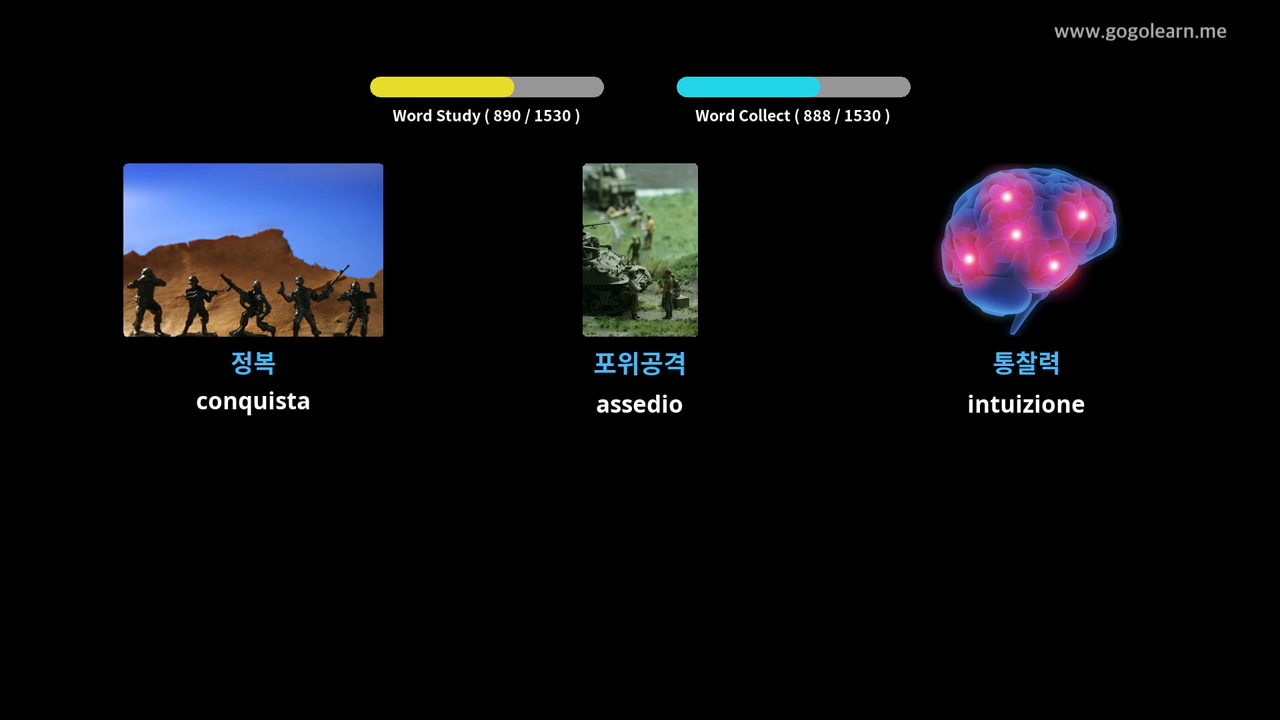 www.gogolearn.me
Word Study ( 890 / 1530 )
Word Collect ( 888 / 1530 )
정복
conquista
포위공격
assedio
통찰력
intuizione